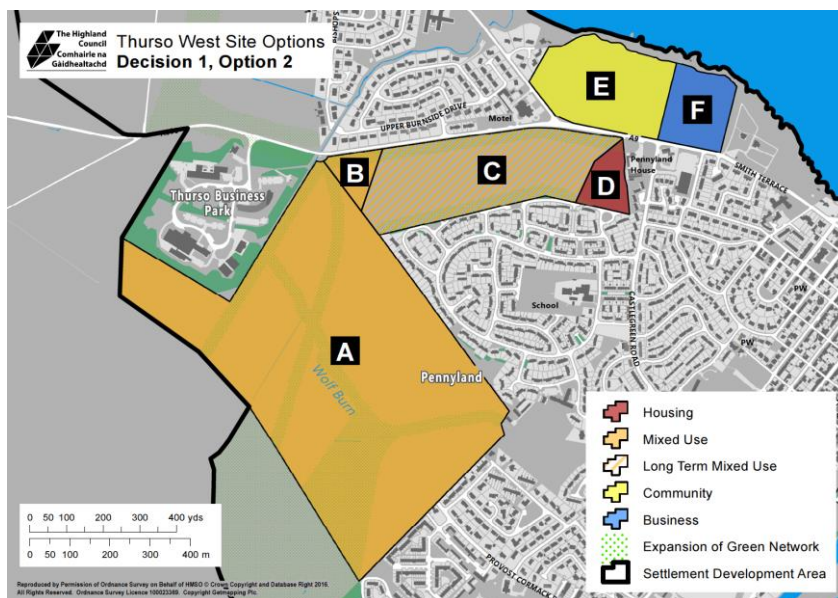 The Highland
Council
Comhairle na
Gàidhealtachd
Thurso West Site Options
Decision 1, Option 2
UPPER BURNSIDE DRIVE
Motel
E
F
A9
SMITH TERRACE
B
C
D
Pennyland
House
Thurso Business
Park
School
CASTLEGREEN ROAD
PW
PW
A
Wolf Burn
Pennyland
PROVOST CORMACK
Housing
Mixed Use
Long Term Mixed Use
Community
Business
Expansion of Green Network
Settlement Development Area
0 50 100 200 300 400 yds
0 50 100 200 300 400 m
Reproduced by Permission of Ordnance Survey on Behalf of HMSO © Crown Copyright and Database Right 2016.
All Rights Reserved. Ordnance Survey Licence 100023369. Copyright Getmapping Plc.